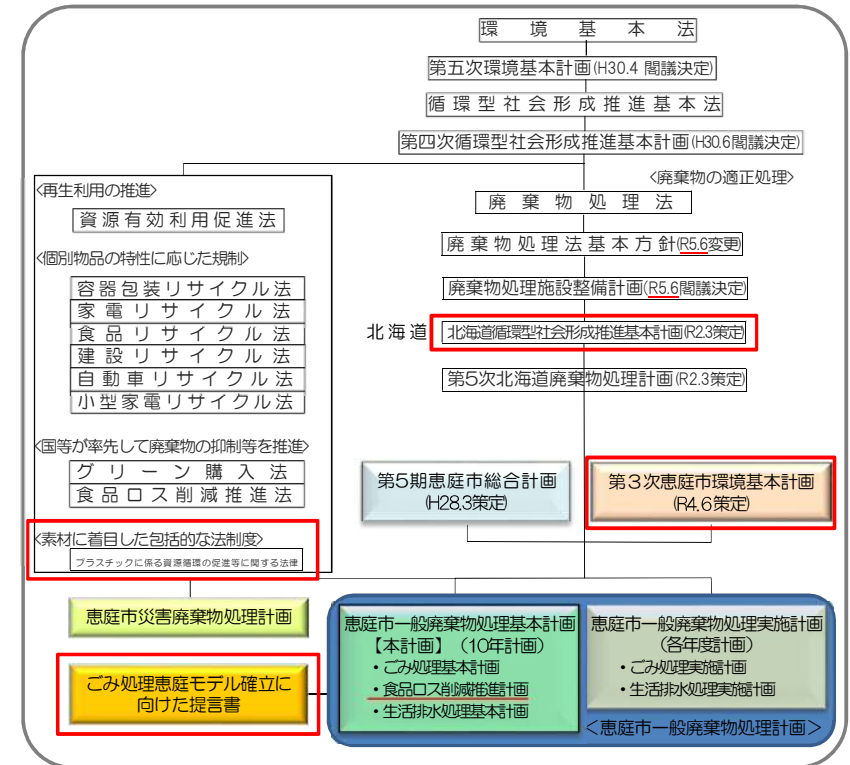 環境基本法
第五次環境基本計画(H30.4 閣議決定)
循環型社会形成推進基本法
第四次循環型社会形成推進基本計画(H30.6閣議決定)
〈再生利用の推進〉
資源有効利用促進法
〈個別物品の特性に応じた規制〉
容器包装リサイクル法
家電リサイクル法
食品リサイクル法
建設リサイクル法
自動車リサイクル法
小型家電リサイクル法
〈国等が率先して廃棄物の抑制等を推進〉
グリーン購入法
食品ロス削減推進法
〈素材に着目した包括的な法制度〉
プラスチックに係る資源循環の促進等に関する法律
〈廃棄物の適正処理〉
廃棄物処理法
廃棄物処理法基本方針(R5.6変更)
廃棄物処理施設整備計画(R5.6閣議決定)
北海道
北海道循環型社会形成推進基本計画(R2.3策定)
第5次北海道廃棄物処理計画(R2.3策定)
第5期恵庭市総合計画
(H28.3策定)
第3次恵庭市環境基本計画
(R4.6策定)
恵庭市災害廃棄物処理計画
ごみ処理恵庭モデル確立に
向けた提言書
恵庭市一般廃棄物処理基本計画
【本計画】(10年計画)
・ごみ処理基本計画
・食品ロス削減推進計画
・生活排水処理基本計画
恵庭市一般廃棄物処理実施計画
(各年度計画)
・ごみ処理実施計画
・生活排水処理実施計画
<恵庭市一般廃棄物処理計画>